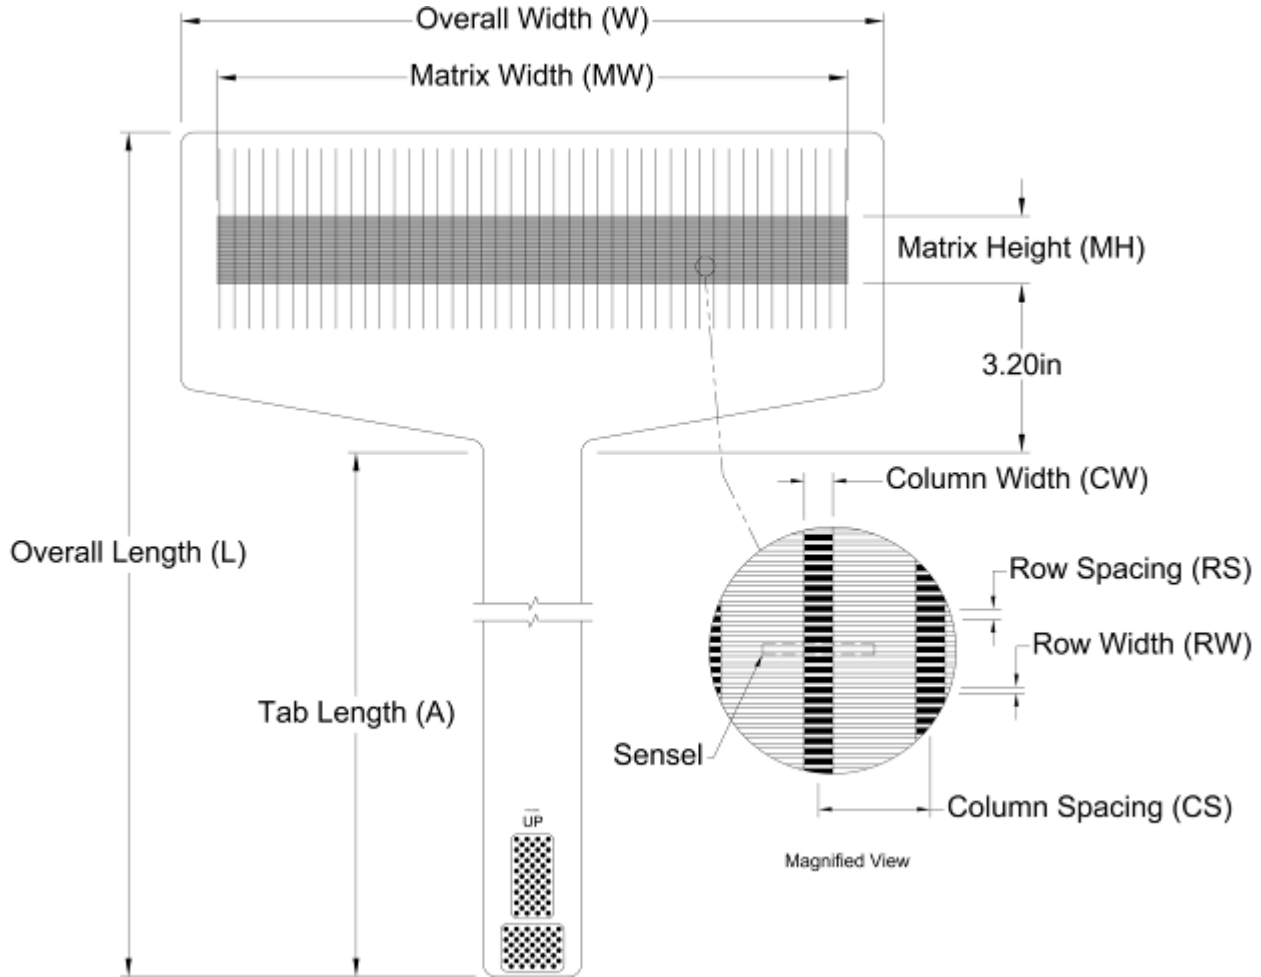 Overall Width (W)
Matrix Width (MW)
Matrix Height (MH)
3.20in
Column Width (CW)
Overall Length (L)
Row Spacing (RS)
Row Width (RW)
Tab Length (A)
Sensel
Column Spacing (CS)
UP
Magnified View